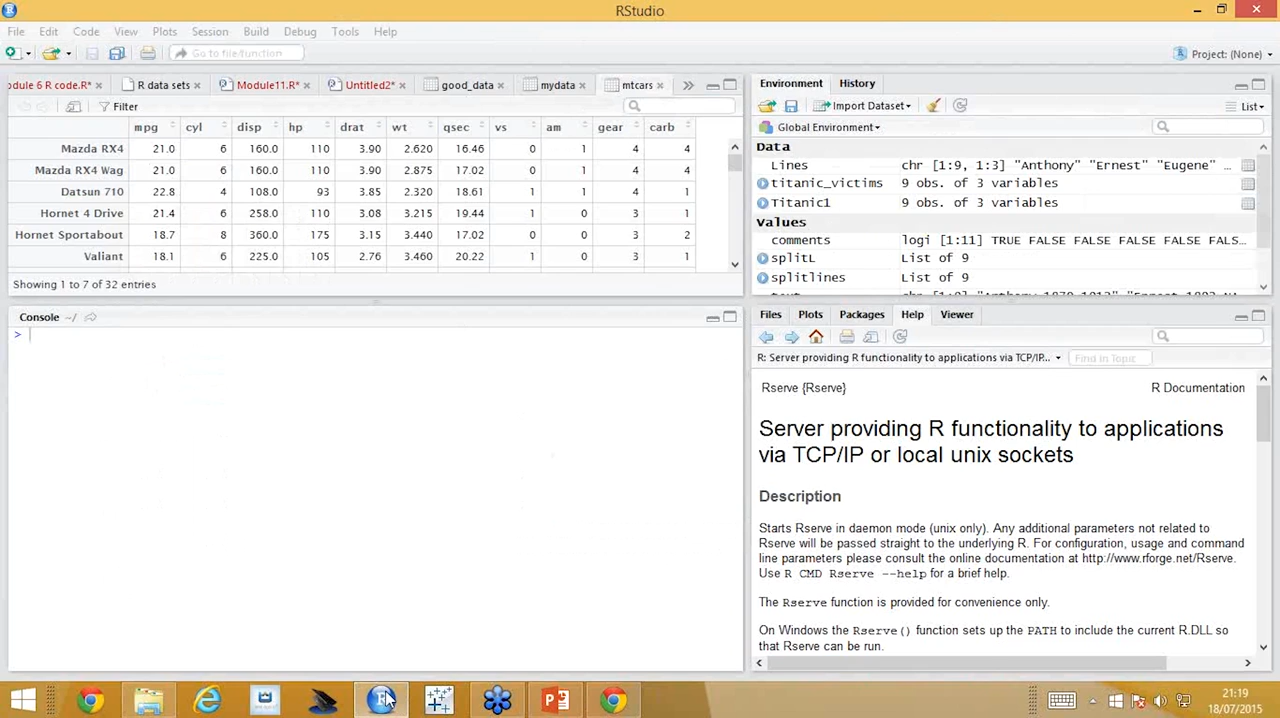 RStudio
File Edit Code View Plots Session Build Debug Tools Help
Go to file/function
Project: (None)
odule 6 R code.R* R data sets Module11.R* Untitled2* good_data mydata mtcars
Filter
mpg cyl disp hp drat wt qsec vs am gear carb
Mazda RX4 21.0 6 160.0 110 3.90 2.620 16.46 0 1 4 4
Mazda RX4 Wag 21.0 6 160.0 110 3.90 2.875 17.02 0 1 4 4
Datsun 710 22.8 4 108.0 93 3.85 2.320 18.61 1 1 4 1
Hornet 4 Drive 21.4 6 258.0 110 3.08 3.215 19.44 1 0 3 1
Hornet Sportabout 18.7 8 360.0 175 3.15 3.440 17.02 0 0 3 2
Valiant 18.1 6 225.0 105 2.76 3.460 20.22 1 0 3 1
Showing 1 to 7 of 32 entries
Console ~/
>
Environment History
Import Dataset List
Global Environment
Data
Lines chr [1:9, 1:3] "Anthony" "Ernest" "Eugene" ...
titanic_victims 9 obs. of 3 variables
Titanic1 9 obs. of 3 variables
Values
comments logi [1:11] TRUE FALSE FALSE FALSE FALSE FALS...
splitL List of 9
splitlines List of 9
Files Plots Packages Help Viewer
R: Server providing R functionality to applications via TCP/IP... Find in Topic
Rserve {Rserve} R Documentation
Server providing R functionality to applications
via TCP/IP or local unix sockets
Description
Starts Rserve in daemon mode (unix only). Any additional parameters not related to
Rserve will be passed straight to the underlying R. For configuration, usage and command
line parameters please consult the online documentation at http://www.rforge.net/Rserve.
Use R CMD Rserve --help for a brief help.
The Rserve function is provided for convenience only.
On Windows the Rserve() function sets up the PATH to include the current R.DLL so
that Rserve can be run.
21:19
18/07/2015